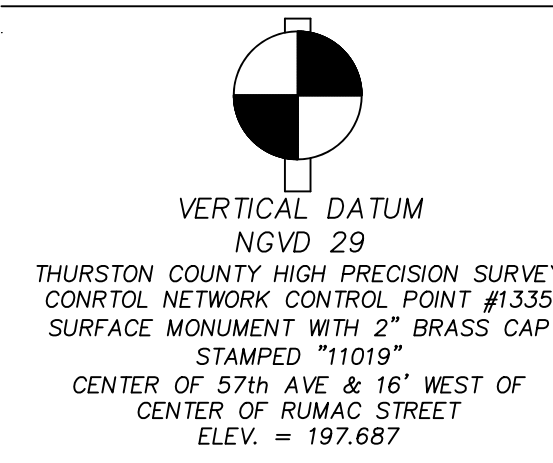 VERTICAL DATUM
NGVD 29
THURSTON COUNTY HIGH PRECISION SURVEY
CONRTOL NETWORK CONTROL POINT #1335
SURFACE MONUMENT WITH 2" BRASS CAP
STAMPED "11019"
CENTER OF 57th AVE & 16' WEST OF
CENTER OF RUMAC STREET
ELEV. = 197.687